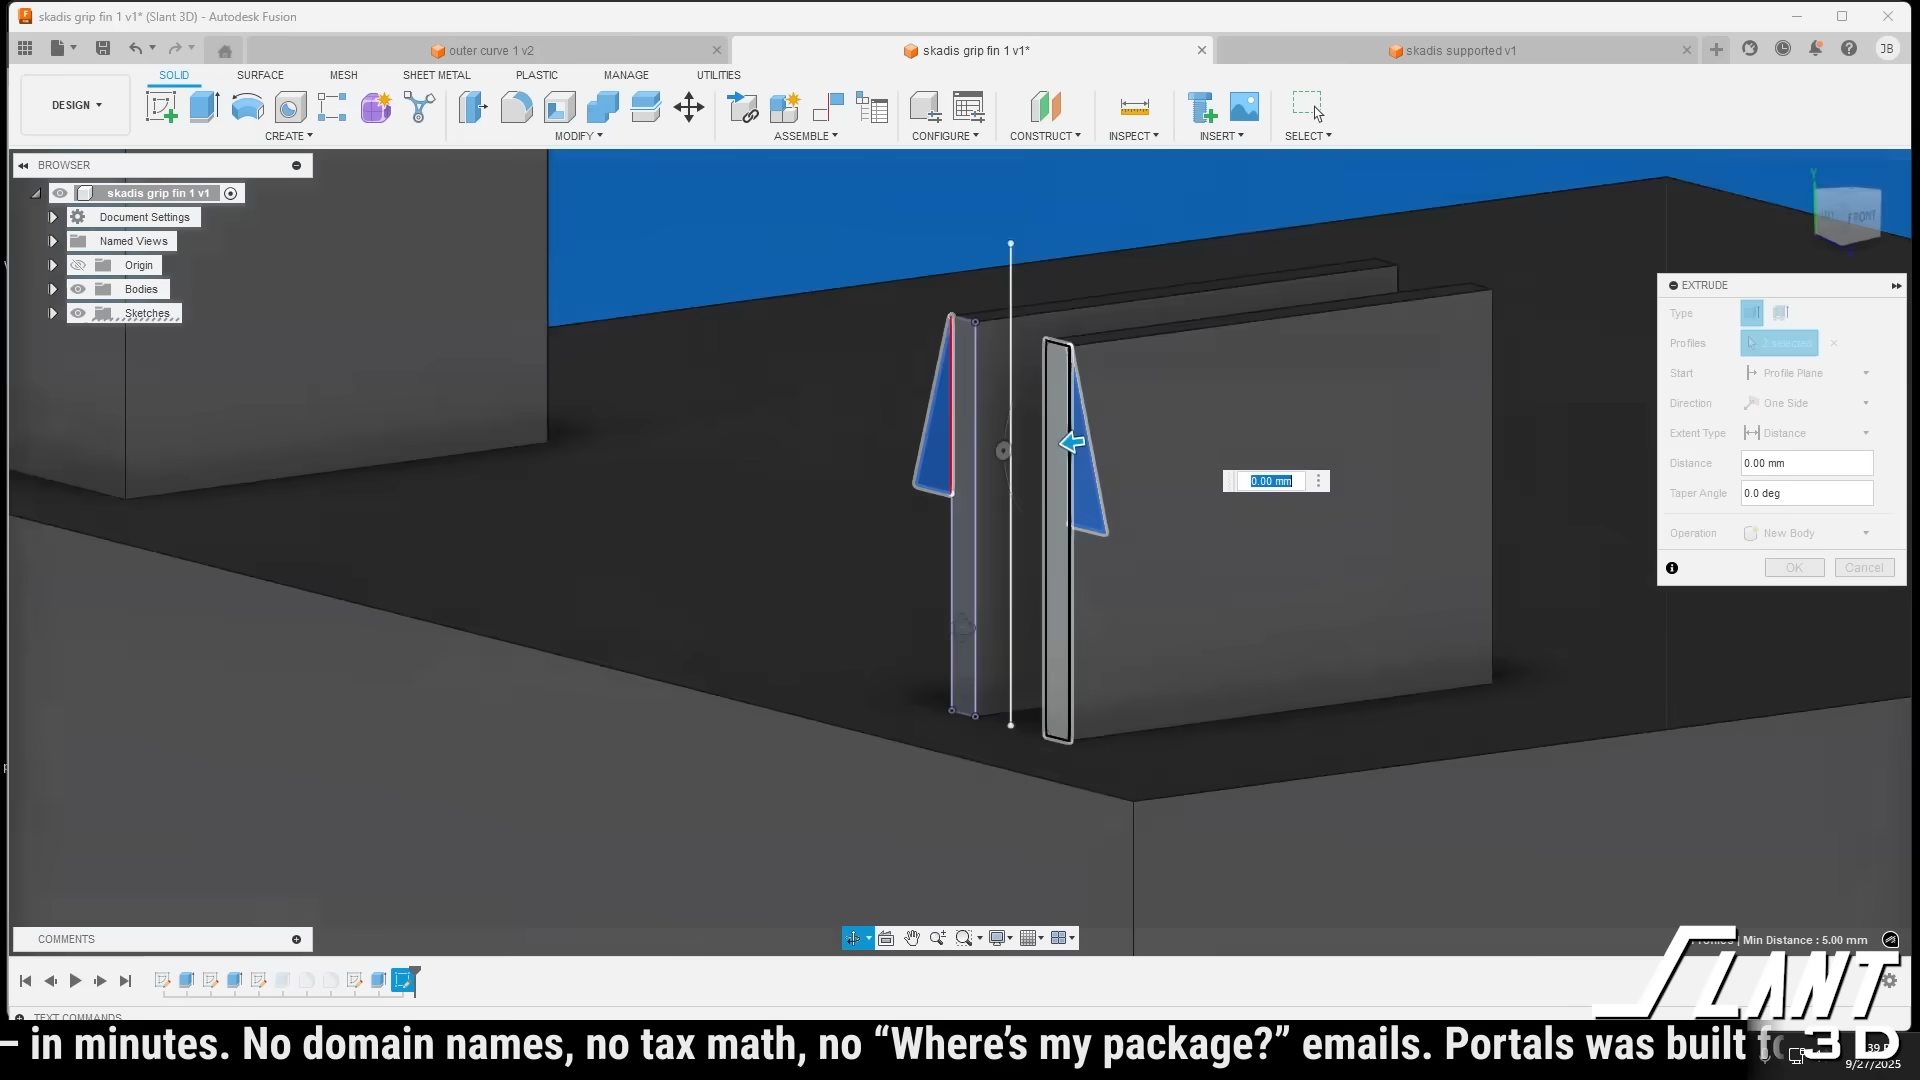 skadis grip fin 1 v1* (Slant 3D) - Autodesk Fusion
outer curve 1 v2
skadis grip fin 1 v1*
skadis supported v1
JB
DESIGN
SOLID
SURFACE
MESH
SHEET METAL
PLASTIC
MANAGE
UTILITIES
CREATE
MODIFY
ASSEMBLE
CONFIGURE
CONSTRUCT
INSPECT
INSERT
SELECT
BROWSER
skadis grip fin 1 v1
Document Settings
Named Views
Origin
Bodies
Sketches
Y
FRONT
EXTRUDE
Type
Profiles
2 selected
Start
Profile Plane
Direction
One Side
Extent Type
Distance
Distance
0.00 mm
Taper Angle
0.0 deg
Operation
New Body
OK
Cancel
0.00 mm
COMMENTS
Min Distance : 5.00 mm
TEXT COMMANDS
SLANT
3D
– in minutes. No domain names, no tax math, no “Where’s my package?” emails. Portals was built
9/27/2025